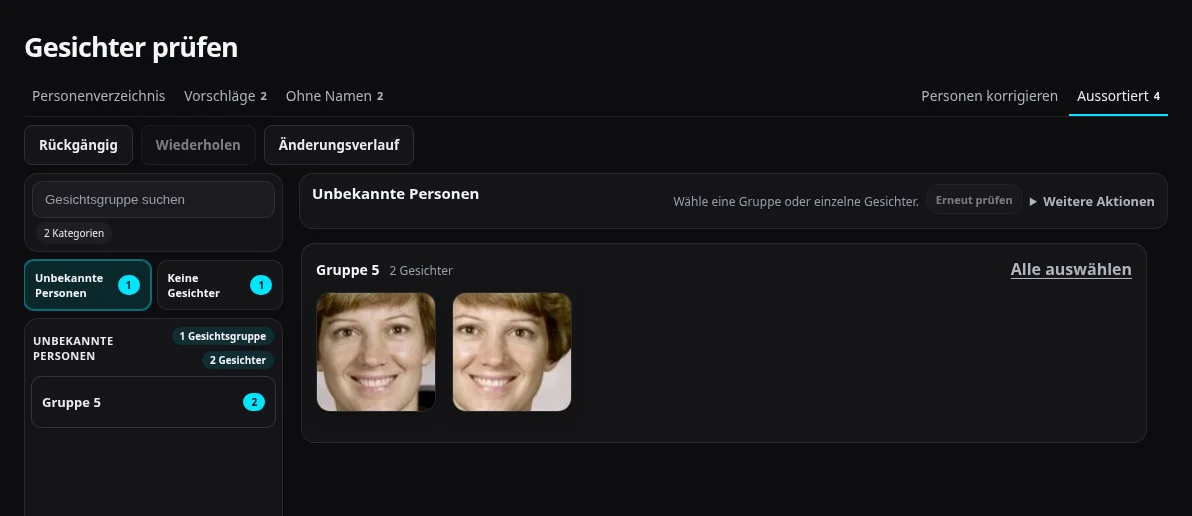 Gesichter prüfen
Personenverzeichnis Vorschläge 2 Ohne Namen 2 Personen korrigieren Aussortiert 4
Rückgängig Wiederholen Änderungsverlauf
Gesichtsgruppe suchen
2 Kategorien
Unbekannte Personen 1
Keine Gesichter 1
UNBEKANNTE PERSONEN
1 Gesichtsgruppe
2 Gesichter
Gruppe 5 2
Unbekannte Personen
Wähle eine Gruppe oder einzelne Gesichter. Erneut prüfen ▶ Weitere Aktionen
Gruppe 5 2 Gesichter Alle auswählen